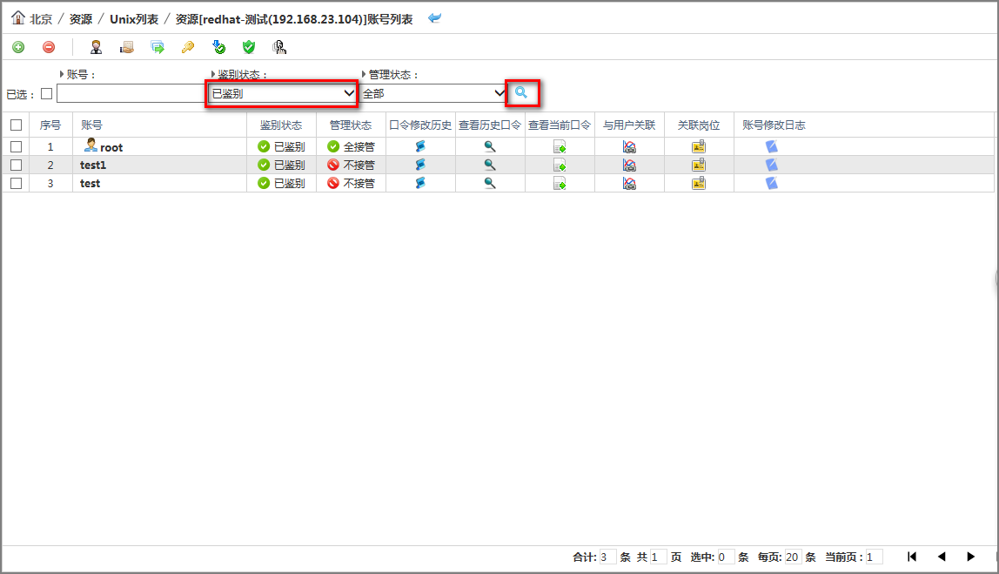 北京 / 资源 / Unix列表 / 资源[redhat-测试(192.168.23.104)]账号列表
账号： 鉴别状态： 管理状态：
已选： 已鉴别 全部
序号 账号 鉴别状态 管理状态 口令修改历史 查看历史口令 查看当前口令 与用户关联 关联岗位 账号修改日志
1 root 已鉴别 全接管
2 test1 已鉴别 不接管
3 test 已鉴别 不接管
合计: 3 条 共 1 页 选中: 0 条 每页: 20 条 当前页： 1